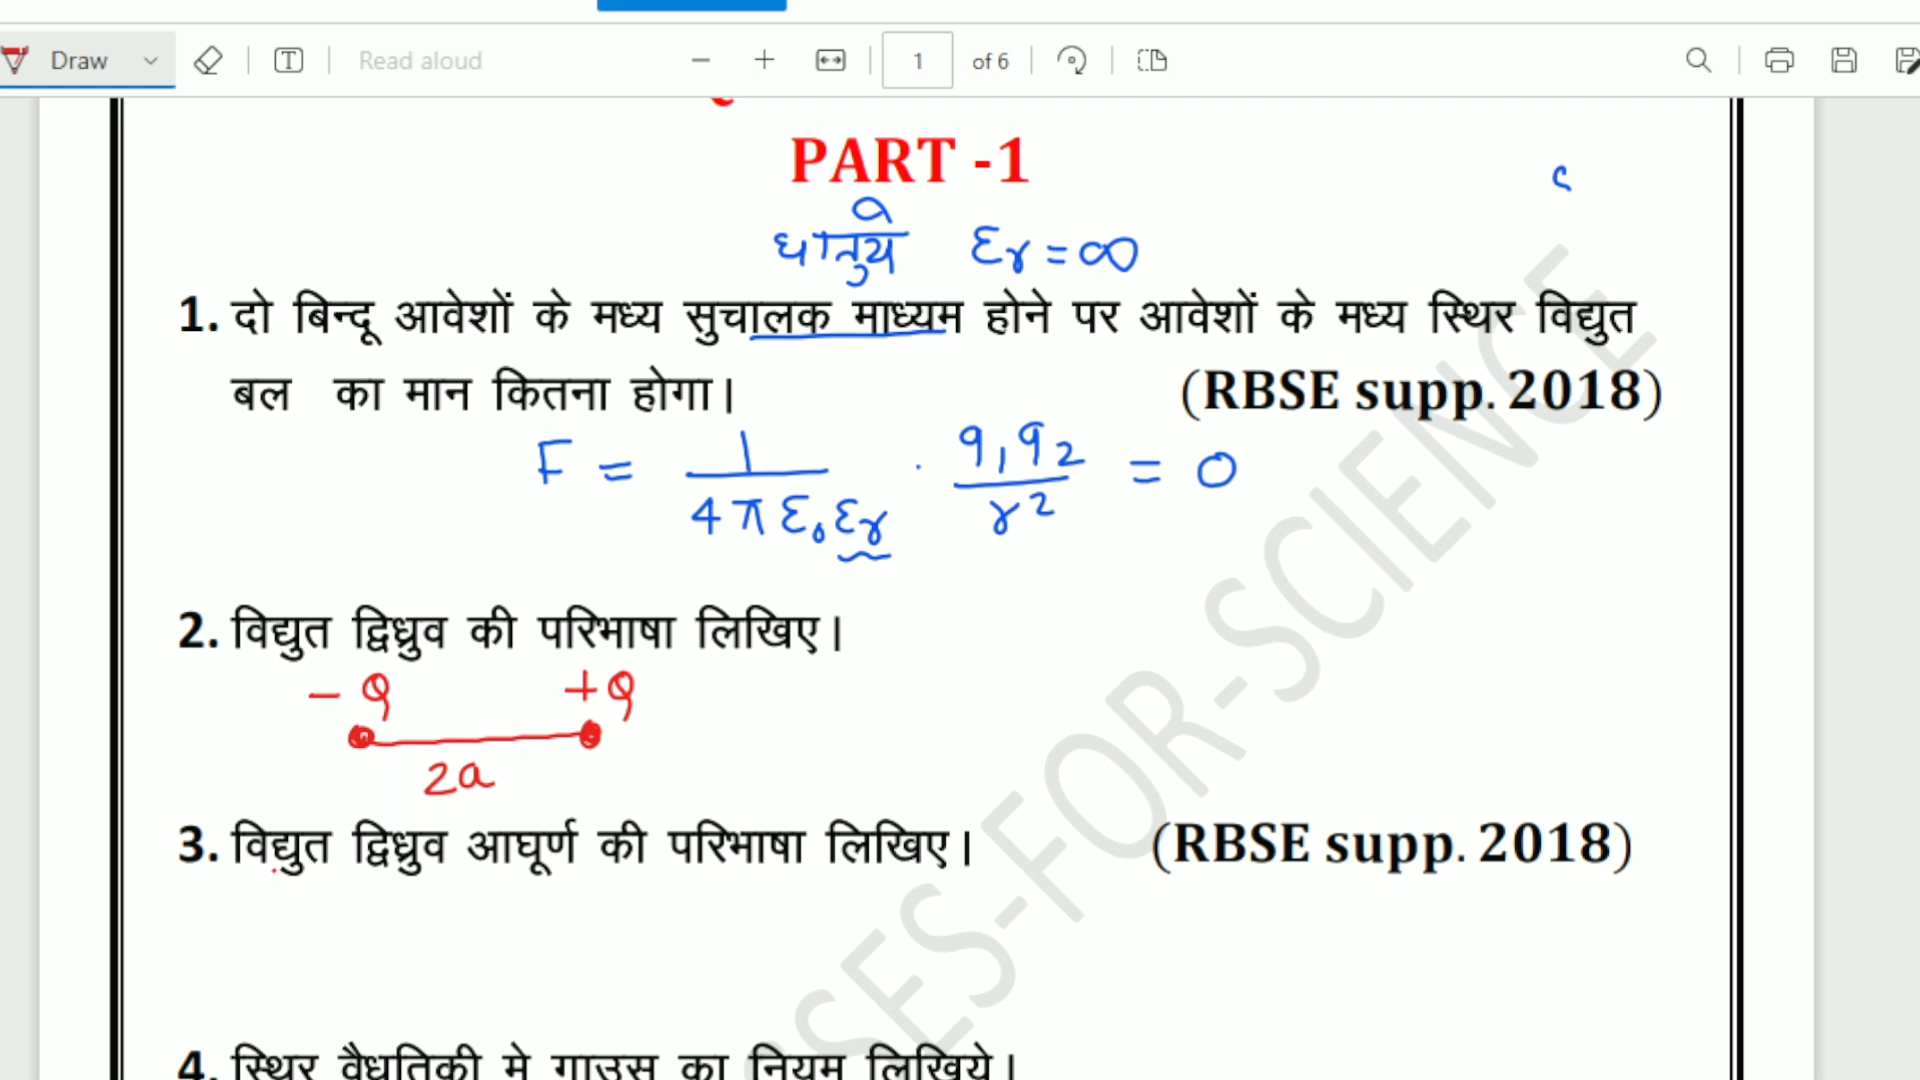 Draw Read aloud 1 of 6
PART -1
धातुये εr = ∞
1. दो बिन्दू आवेशों के मध्य सुचालक माध्यम होने पर आवेशों के मध्य स्थिर विद्युत
बल का मान कितना होगा। (RBSE supp. 2018)
F = 1/4πε₀εr · q₁q₂/r² = 0
2. विद्युत द्विध्रुव की परिभाषा लिखिए।
-q +q
2a
3. विद्युत द्विध्रुव आघूर्ण की परिभाषा लिखिए। (RBSE supp. 2018)
4. स्थिर वैधुतिकी मे गाउस का नियम लिखिये।
SES-FOR-SCIENCE